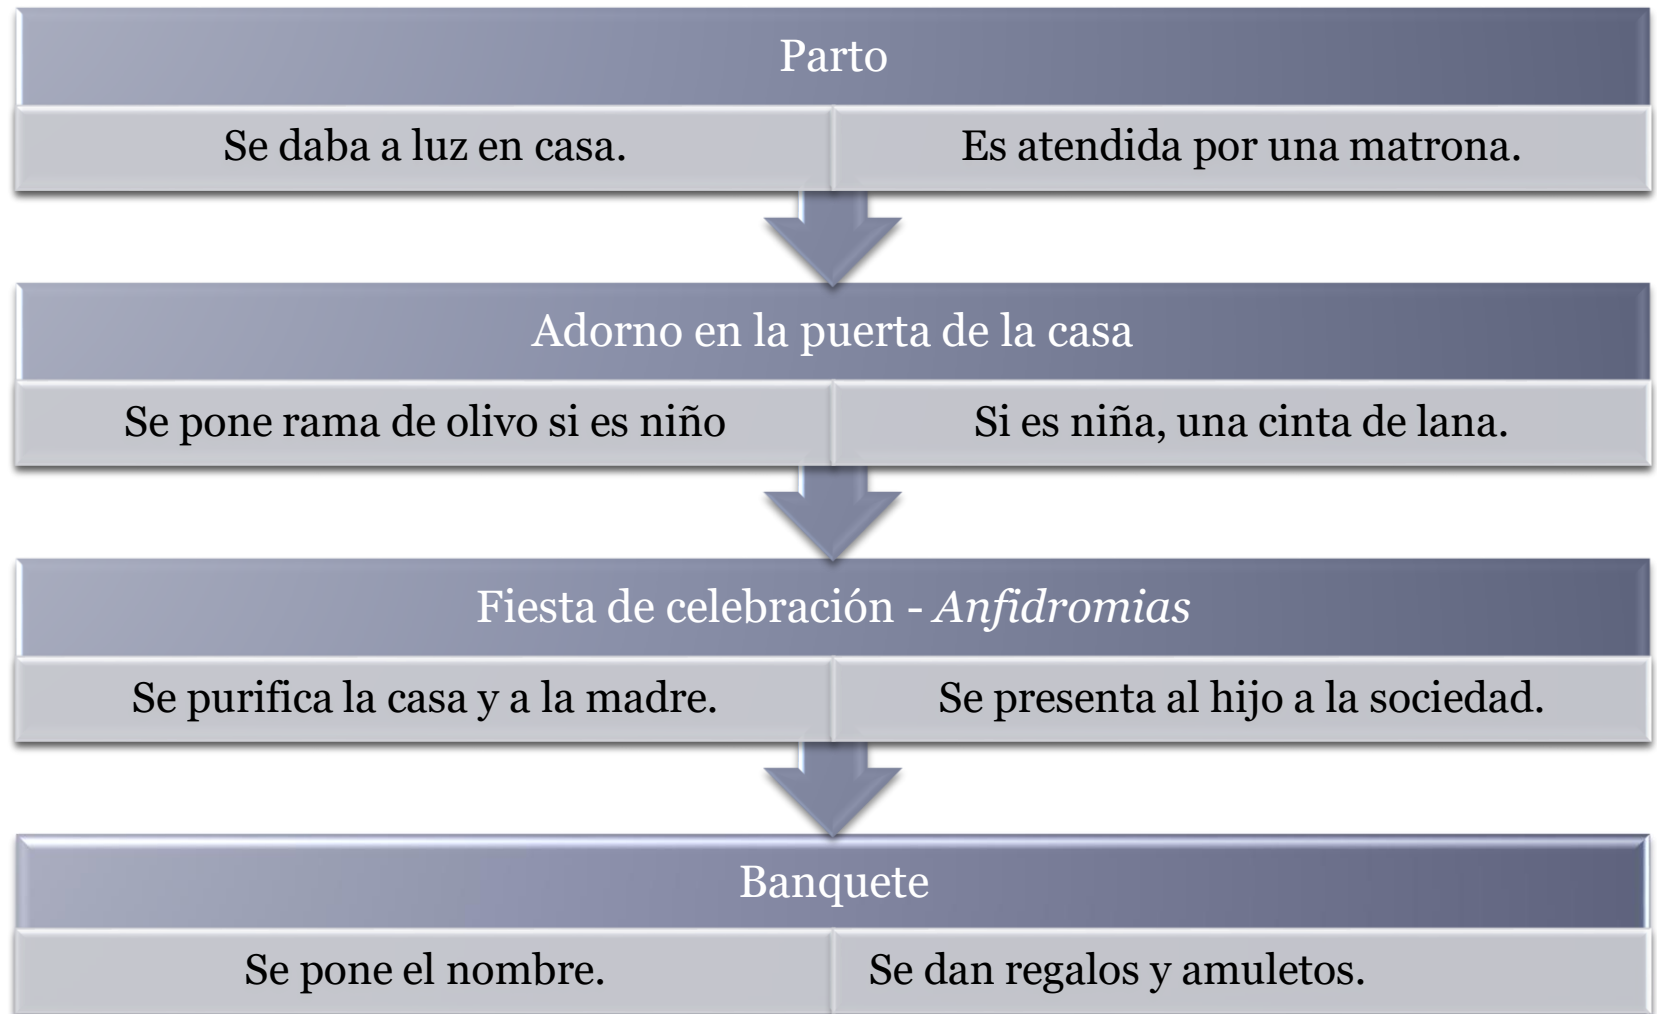 Parto
Se daba a luz en casa.
Es atendida por una matrona.
Adorno en la puerta de la casa
Se pone rama de olivo si es niño
Si es niña, una cinta de lana.
Fiesta de celebración - Anfidromias
Se purifica la casa y a la madre.
Se presenta al hijo a la sociedad.
Banquete
Se pone el nombre.
Se dan regalos y amuletos.